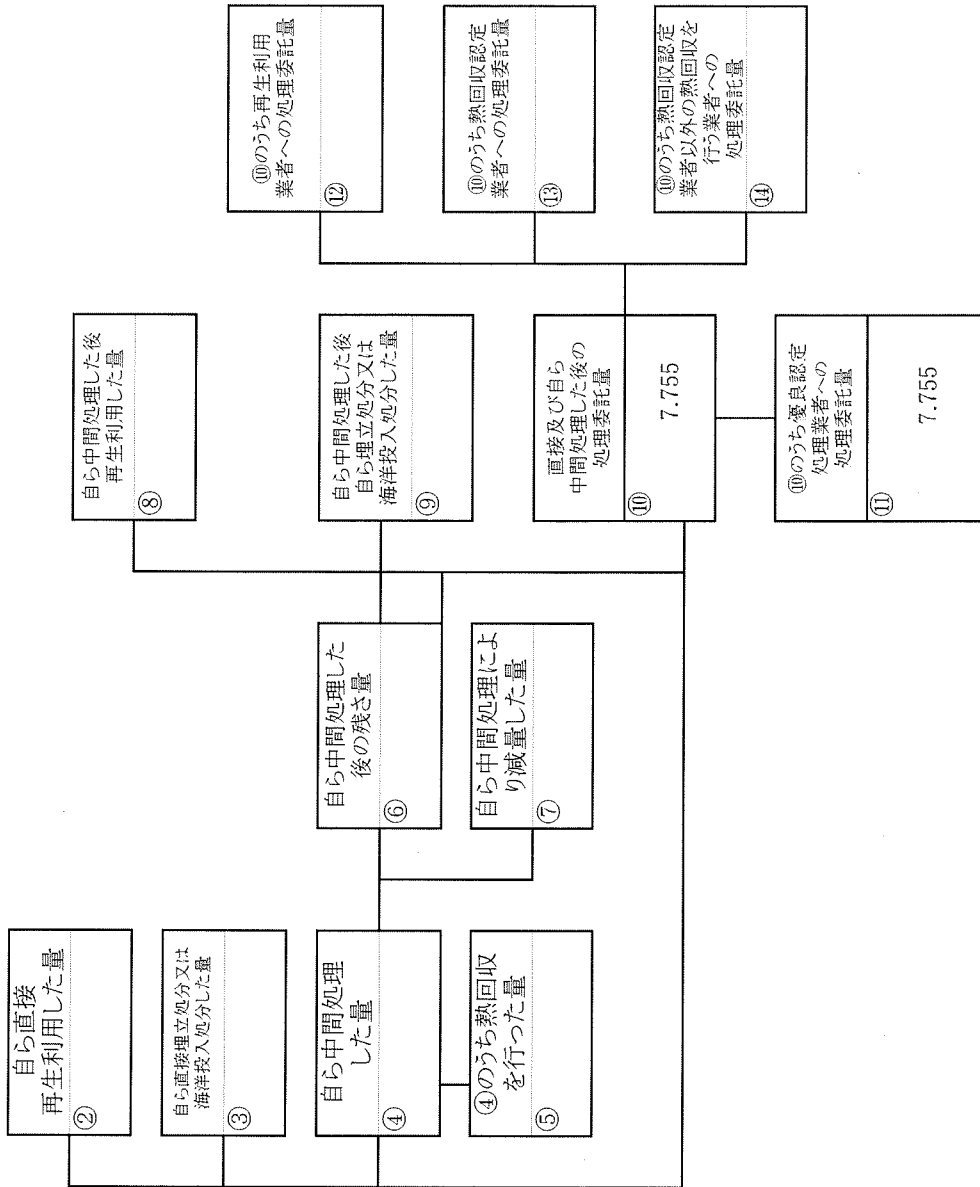 自ら直接
再生利用した量
②
自ら直接埋立処分又は
海洋投入処分した量
③
自ら中間処理
した量
④
④のうち熱回収
を行った量
⑤
自ら中間処理した
後の残さ量
⑥
自ら中間処理によ
り減量した量
⑦
自ら中間処理した後
再生利用した量
⑧
自ら中間処理した後
自ら埋立処分又は
海洋投入処分した量
⑨
直接及び自ら
中間処理した後の
処理委託量
⑩
7.755
⑩のうち優良認定
処理業者への
処理委託量
⑪
7.755
⑩のうち再生利用
業者への処理委託量
⑫
⑩のうち熱回収認定
業者への処理委託量
⑬
⑩のうち熱回収認定
業者以外の熱回収を
行う業者への
処理委託量
⑭